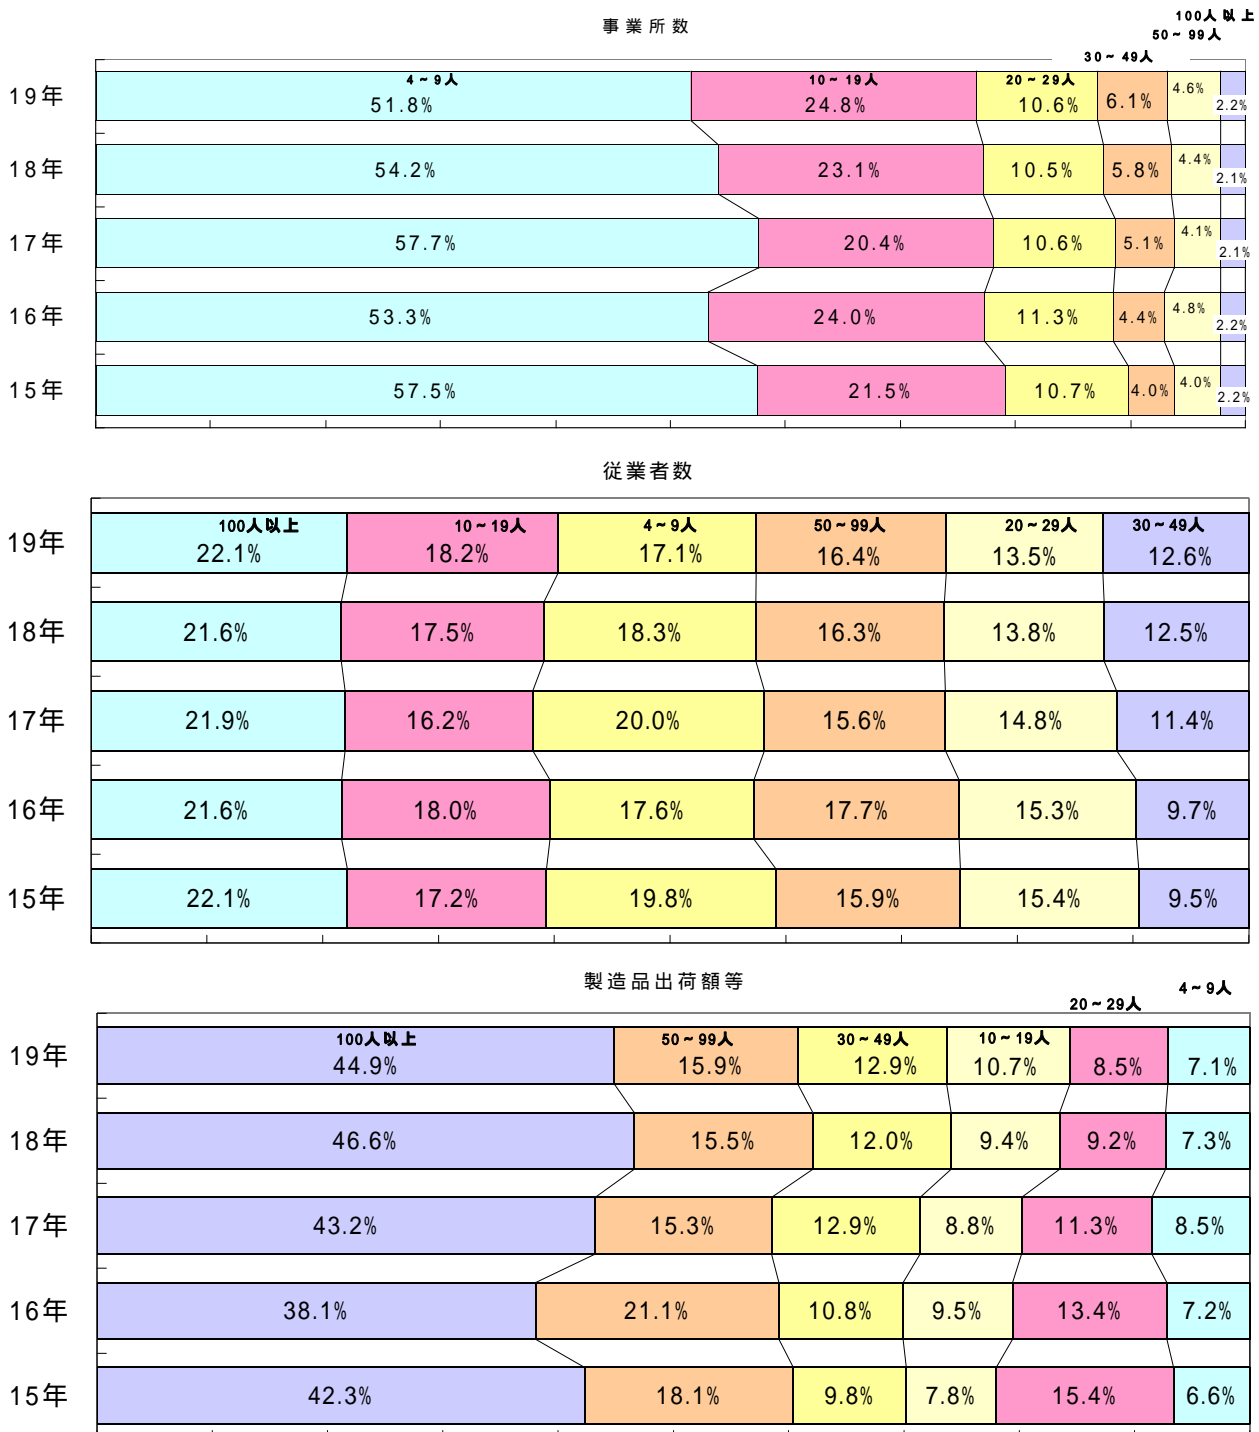 事業所数
100人以上
50～99人
30～49人
4～9人 10～19人 20～29人
19年 51.8% 24.8% 10.6% 6.1% 4.6% 2.2%
18年 54.2% 23.1% 10.5% 5.8% 4.4% 2.1%
17年 57.7% 20.4% 10.6% 5.1% 4.1% 2.1%
16年 53.3% 24.0% 11.3% 4.4% 4.8% 2.2%
15年 57.5% 21.5% 10.7% 4.0% 4.0% 2.2%
従業者数
100人以上 10～19人 4～9人 50～99人 20～29人 30～49人
19年 22.1% 18.2% 17.1% 16.4% 13.5% 12.6%
18年 21.6% 17.5% 18.3% 16.3% 13.8% 12.5%
17年 21.9% 16.2% 20.0% 15.6% 14.8% 11.4%
16年 21.6% 18.0% 17.6% 17.7% 15.3% 9.7%
15年 22.1% 17.2% 19.8% 15.9% 15.4% 9.5%
製造品出荷額等
4～9人
20～29人
100人以上 50～99人 30～49人 10～19人
19年 44.9% 15.9% 12.9% 10.7% 8.5% 7.1%
18年 46.6% 15.5% 12.0% 9.4% 9.2% 7.3%
17年 43.2% 15.3% 12.9% 8.8% 11.3% 8.5%
16年 38.1% 21.1% 10.8% 9.5% 13.4% 7.2%
15年 42.3% 18.1% 9.8% 7.8% 15.4% 6.6%